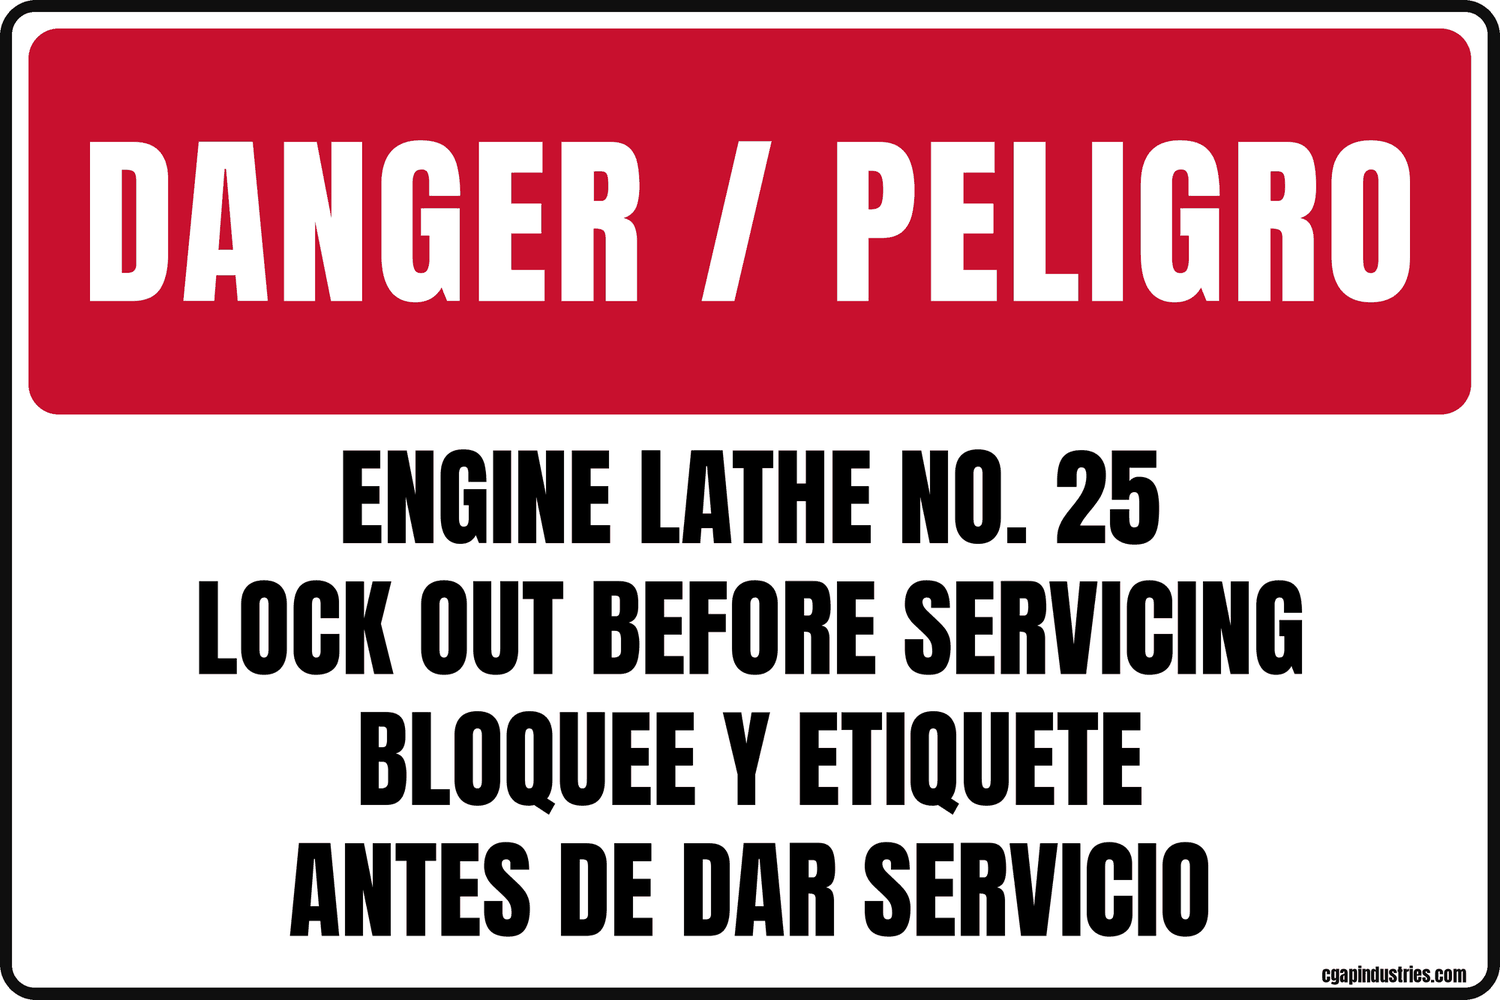 DANGER / PELIGRO
ENGINE LATHE NO. 25
LOCK OUT BEFORE SERVICING
BLOQUEE Y ETIQUETE
ANTES DE DAR SERVICIO
cgapindustries.com